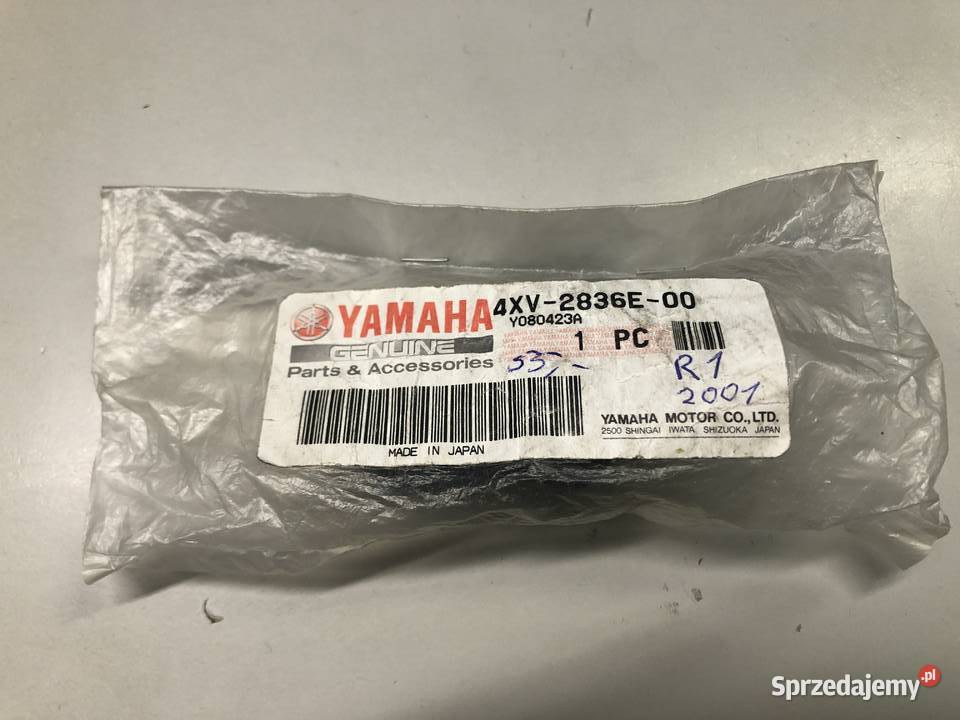 YAMAHA
GENUINE
Parts & Accessories
4XV-2836E-00
Y080423A
1 PC
53,-
R1
2001
MADE IN JAPAN
YAMAHA MOTOR CO.,LTD.
2500 SHINGAI IWATA SHIZUOKA JAPAN
Sprzedajemy.pl